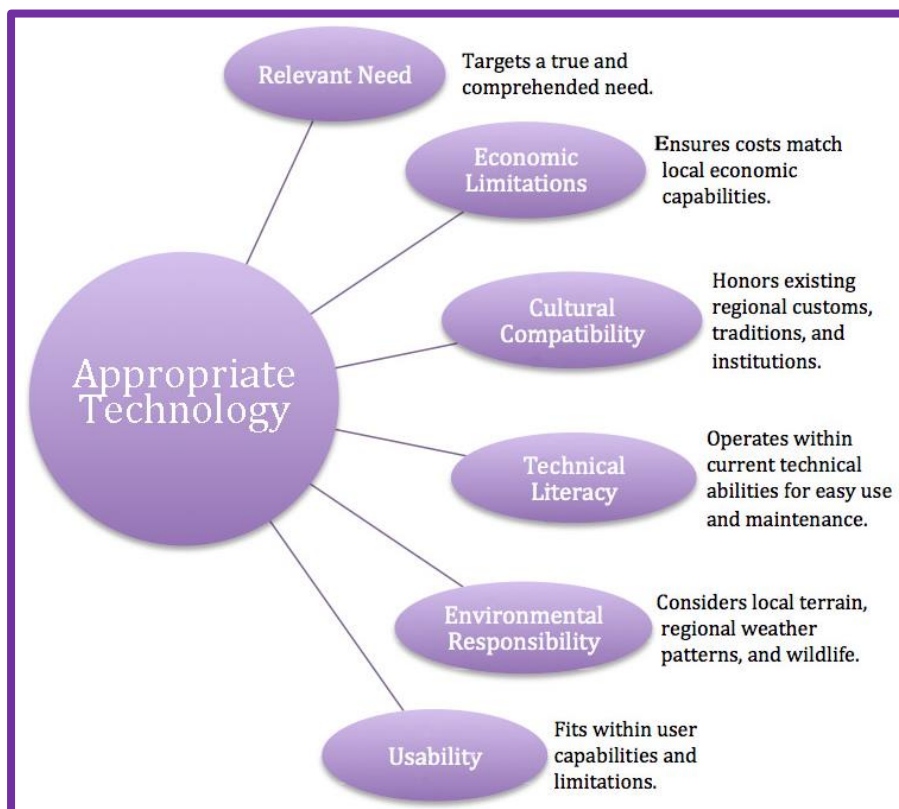 Relevant Need
Targets a true and
comprehended need.
Economic
Limitations
Ensures costs match
local economic
capabilities.
Cultural
Compatibility
Honors existing
regional customs,
traditions, and
institutions.
Appropriate
Technology
Technical
Literacy
Operates within
current technical
abilities for easy use
and maintenance.
Environmental
Responsibility
Considers local terrain,
regional weather
patterns, and wildlife.
Usability
Fits within user
capabilities and
limitations.